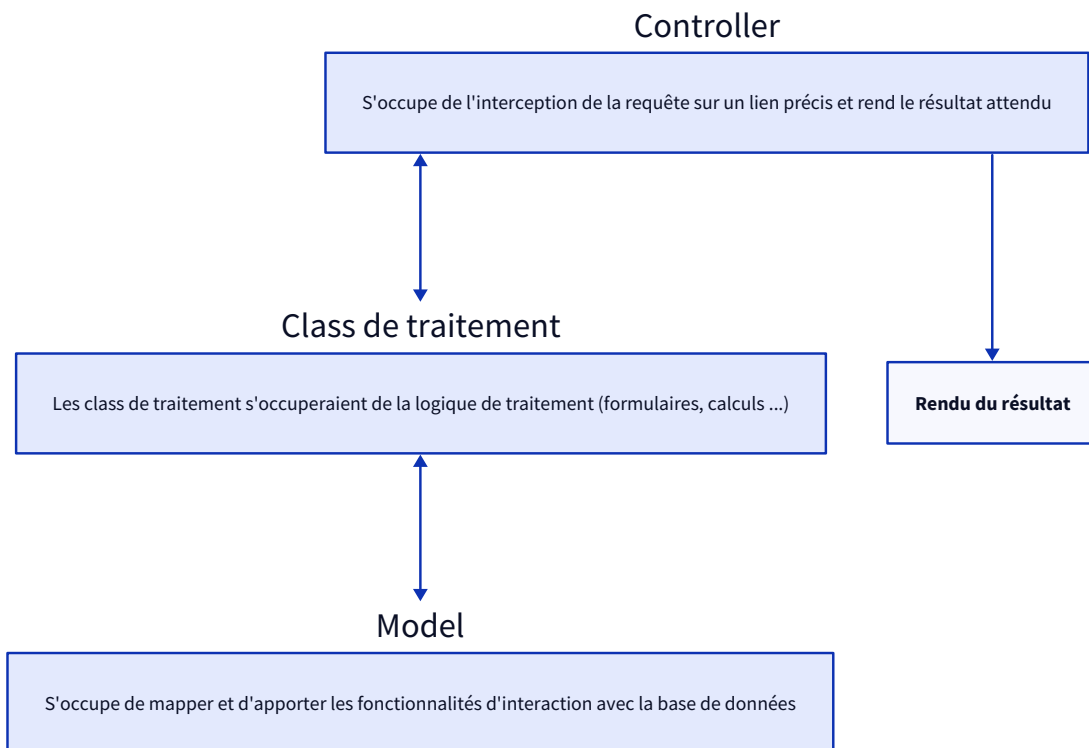 Controller
S'occupe de l'interception de la requête sur un lien précis et rend le résultat attendu
Class de traitement
Les class de traitement s'occuperaient de la logique de traitement (formulaires, calculs ...)
Rendu du résultat
Model
S'occupe de mapper et d'apporter les fonctionnalités d'interaction avec la base de données